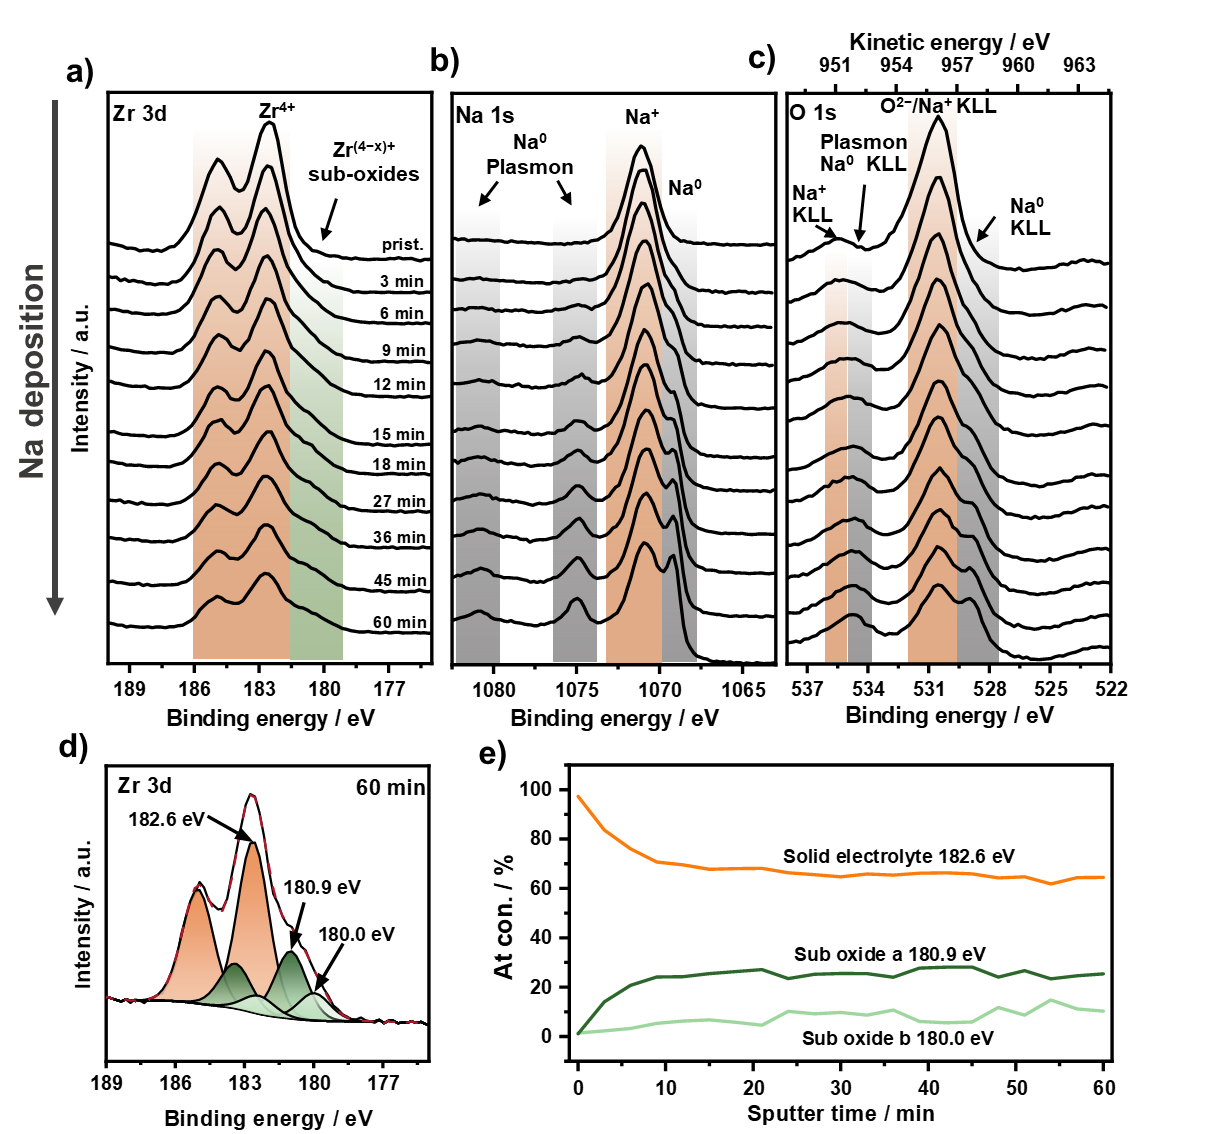 Kinetic energy / eV
951 954 957 960 963
a)
b)
c)
Na deposition
Intensity / a.u.
Zr 3d
Zr⁴⁺
Zr⁽⁴⁻ˣ⁾⁺
sub-oxides
prist.
3 min
6 min
9 min
12 min
15 min
18 min
27 min
36 min
45 min
60 min
189 186 183 180 177
Binding energy / eV
Na 1s
Na⁰
Plasmon
Na⁺
Na⁰
1080 1075 1070 1065
Binding energy / eV
O 1s
O²⁻/Na⁺ KLL
Plasmon
Na⁰ KLL
Na⁺
KLL
Na⁰
KLL
537 534 531 528 525 522
Binding energy / eV
d)
Zr 3d
60 min
182.6 eV
180.9 eV
180.0 eV
Intensity / a.u.
189 186 183 180 177
Binding energy / eV
e)
At con. / %
100
80
60
40
20
0
Solid electrolyte 182.6 eV
Sub oxide a 180.9 eV
Sub oxide b 180.0 eV
0 10 20 30 40 50 60
Sputter time / min